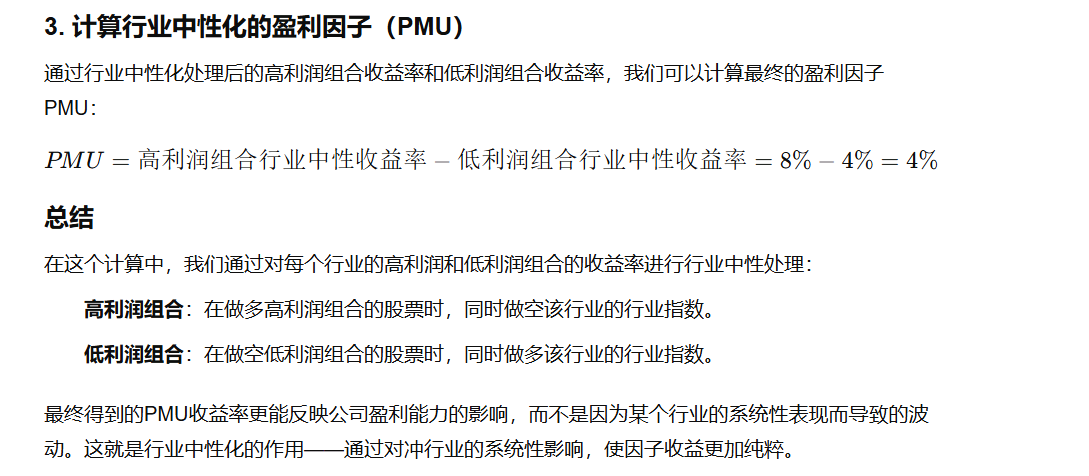 3. 计算行业中性化的盈利因子（PMU）
通过行业中性化处理后的高利润组合收益率和低利润组合收益率，我们可以计算最终的盈利因子
PMU：
PMU = 高利润组合行业中性收益率 − 低利润组合行业中性收益率 = 8% − 4% = 4%
总结
在这个计算中，我们通过对每个行业的高利润和低利润组合的收益率进行行业中性处理：
高利润组合：在做多高利润组合的股票时，同时做空该行业的行业指数。
低利润组合：在做空低利润组合的股票时，同时做多该行业的行业指数。
最终得到的PMU收益率更能反映公司盈利能力的影响，而不是因为某个行业的系统性表现而导致的波
动。这就是行业中性化的作用——通过对冲行业的系统性影响，使因子收益更加纯粹。